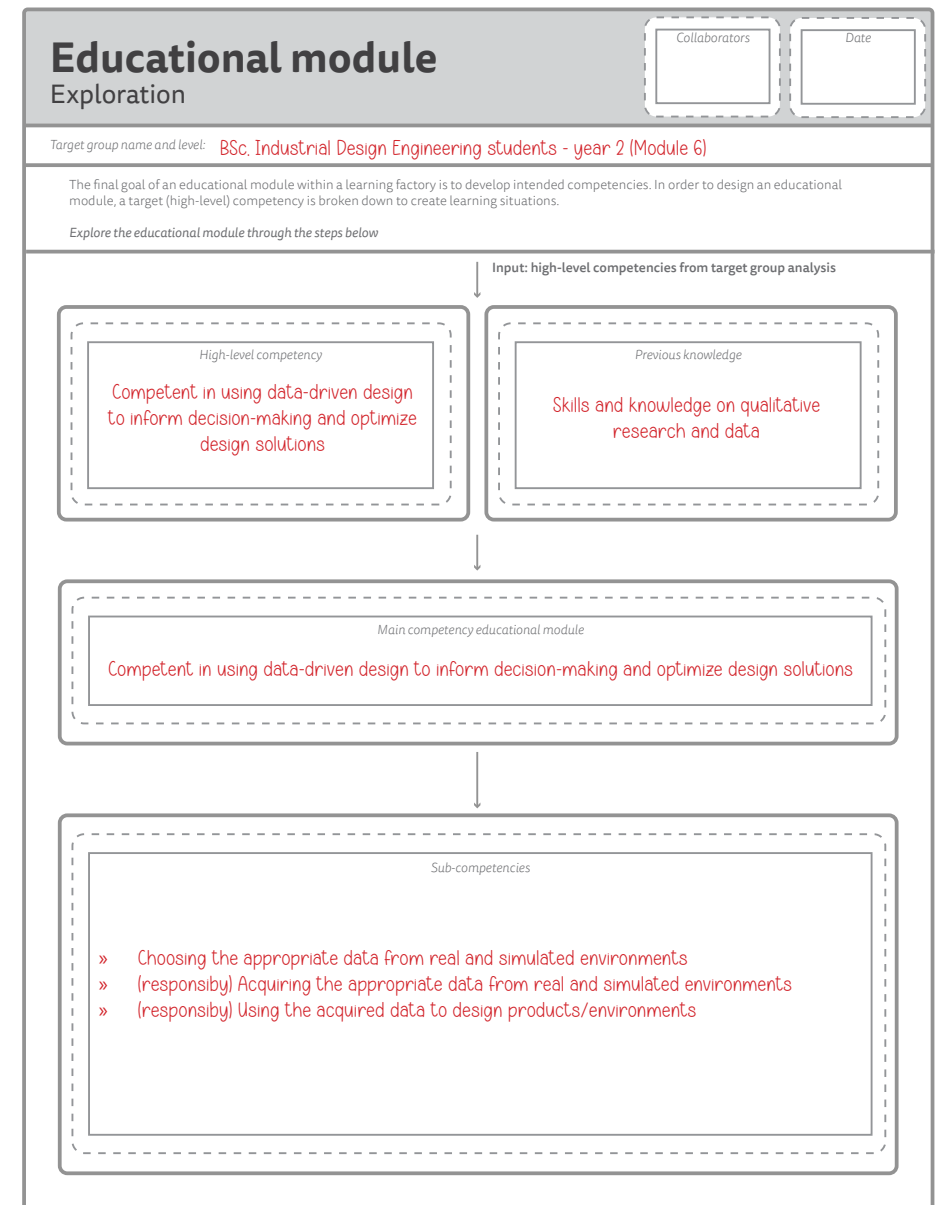 Educational module
Exploration
Collaborators
Date
Target group name and level: BSc. Industrial Design Engineering students - year 2 (Module 6)
The final goal of an educational module within a learning factory is to develop intended competencies. In order to design an educational
module, a target (high-level) competency is broken down to create learning situations.
Explore the educational module through the steps below
Input: high-level competencies from target group analysis
High-level competency
Competent in using data-driven design
to inform decision-making and optimize
design solutions
Previous knowledge
Skills and knowledge on qualitative
research and data
Main competency educational module
Competent in using data-driven design to inform decision-making and optimize design solutions
Sub-competencies
» Choosing the appropriate data from real and simulated environments
» (responsiby) Acquiring the appropriate data from real and simulated environments
» (responsiby) Using the acquired data to design products/environments